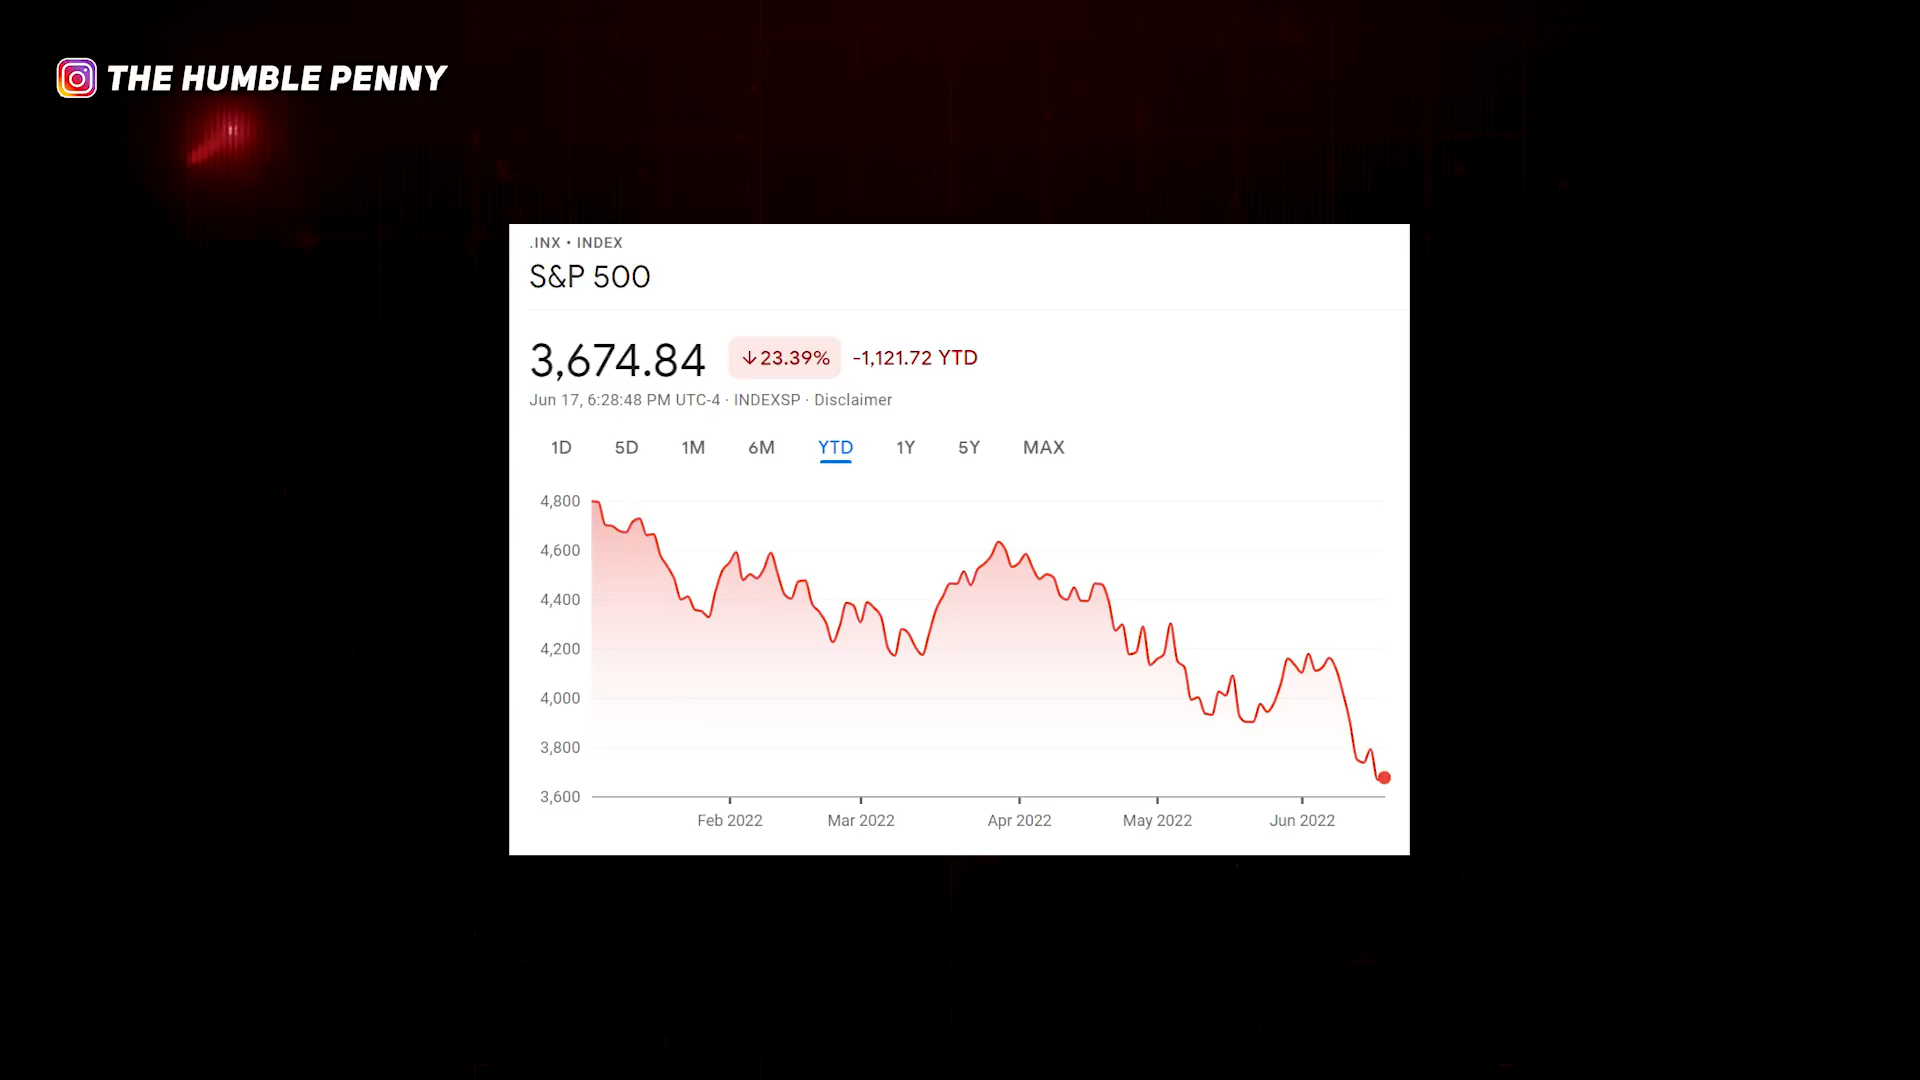 THE HUMBLE PENNY
.INX • INDEX
S&P 500
3,674.84 ↓23.39% -1,121.72 YTD
Jun 17, 6:28:48 PM UTC-4 · INDEXSP · Disclaimer
1D 5D 1M 6M YTD 1Y 5Y MAX
4,800
4,600
4,400
4,200
4,000
3,800
3,600
Feb 2022 Mar 2022 Apr 2022 May 2022 Jun 2022